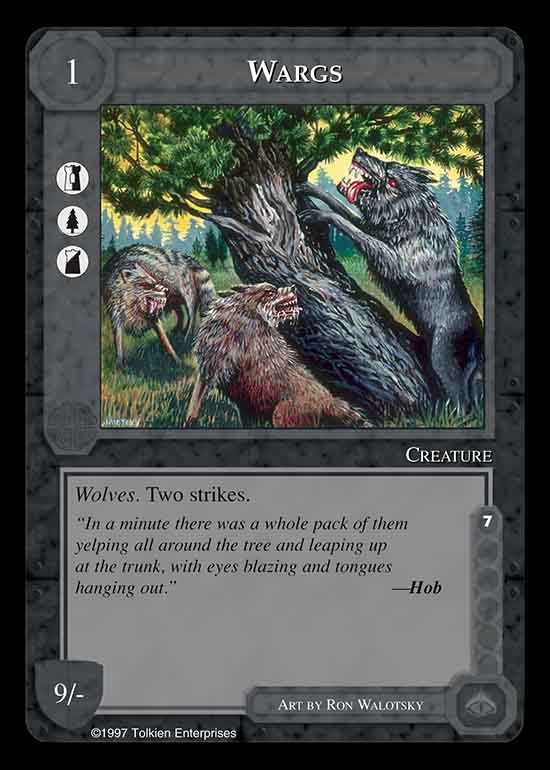 1
WARGS
CREATURE
Wolves. Two strikes.
“In a minute there was a whole pack of them
yelping all around the tree and leaping up
at the trunk, with eyes blazing and tongues
hanging out.” —Hob
7
9/-
ART BY RON WALOTSKY
©1997 Tolkien Enterprises